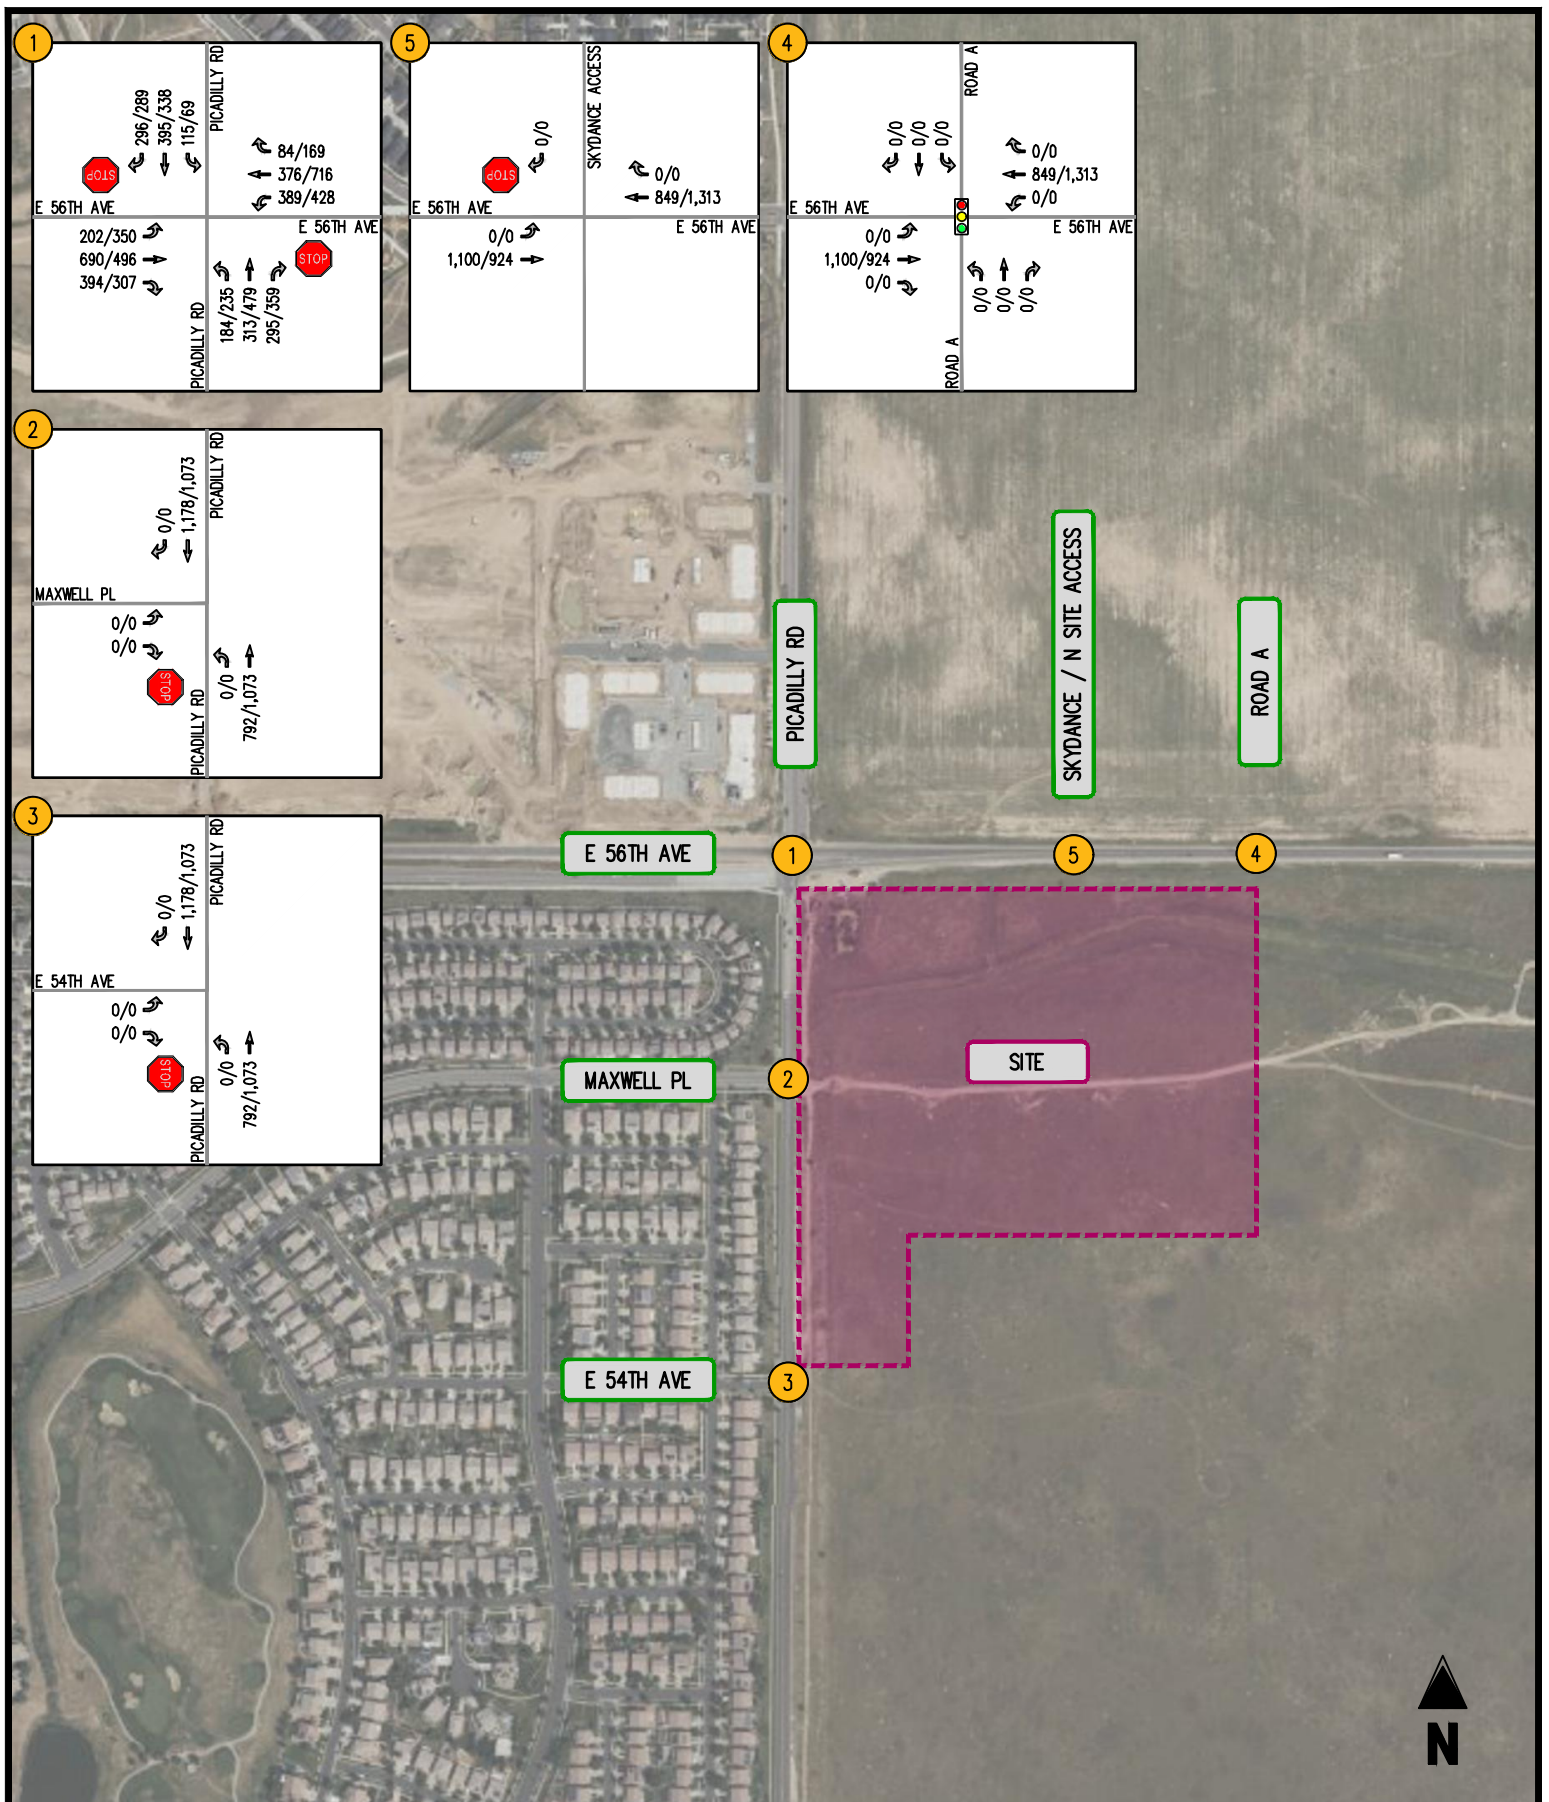 1
PICADILLY RD
296/289
395/338
115/69
84/169
376/716
389/428
STOP
E 56TH AVE
E 56TH AVE
202/350
690/496
394/307
184/235
313/479
295/359
STOP
PICADILLY RD
5
SKYDANCE ACCESS
0/0
STOP
0/0
849/1,313
E 56TH AVE
E 56TH AVE
0/0
1,100/924
4
ROAD A
0/0
0/0
0/0
0/0
849/1,313
0/0
E 56TH AVE
E 56TH AVE
0/0
1,100/924
0/0
0/0
0/0
0/0
ROAD A
2
PICADILLY RD
0/0
1,178/1,073
MAXWELL PL
0/0
0/0
STOP
0/0
792/1,073
PICADILLY RD
3
PICADILLY RD
0/0
1,178/1,073
E 54TH AVE
0/0
0/0
STOP
0/0
792/1,073
PICADILLY RD
PICADILLY RD
SKYDANCE / N SITE ACCESS
ROAD A
E 56TH AVE
1
5
4
SITE
MAXWELL PL
2
E 54TH AVE
3
N